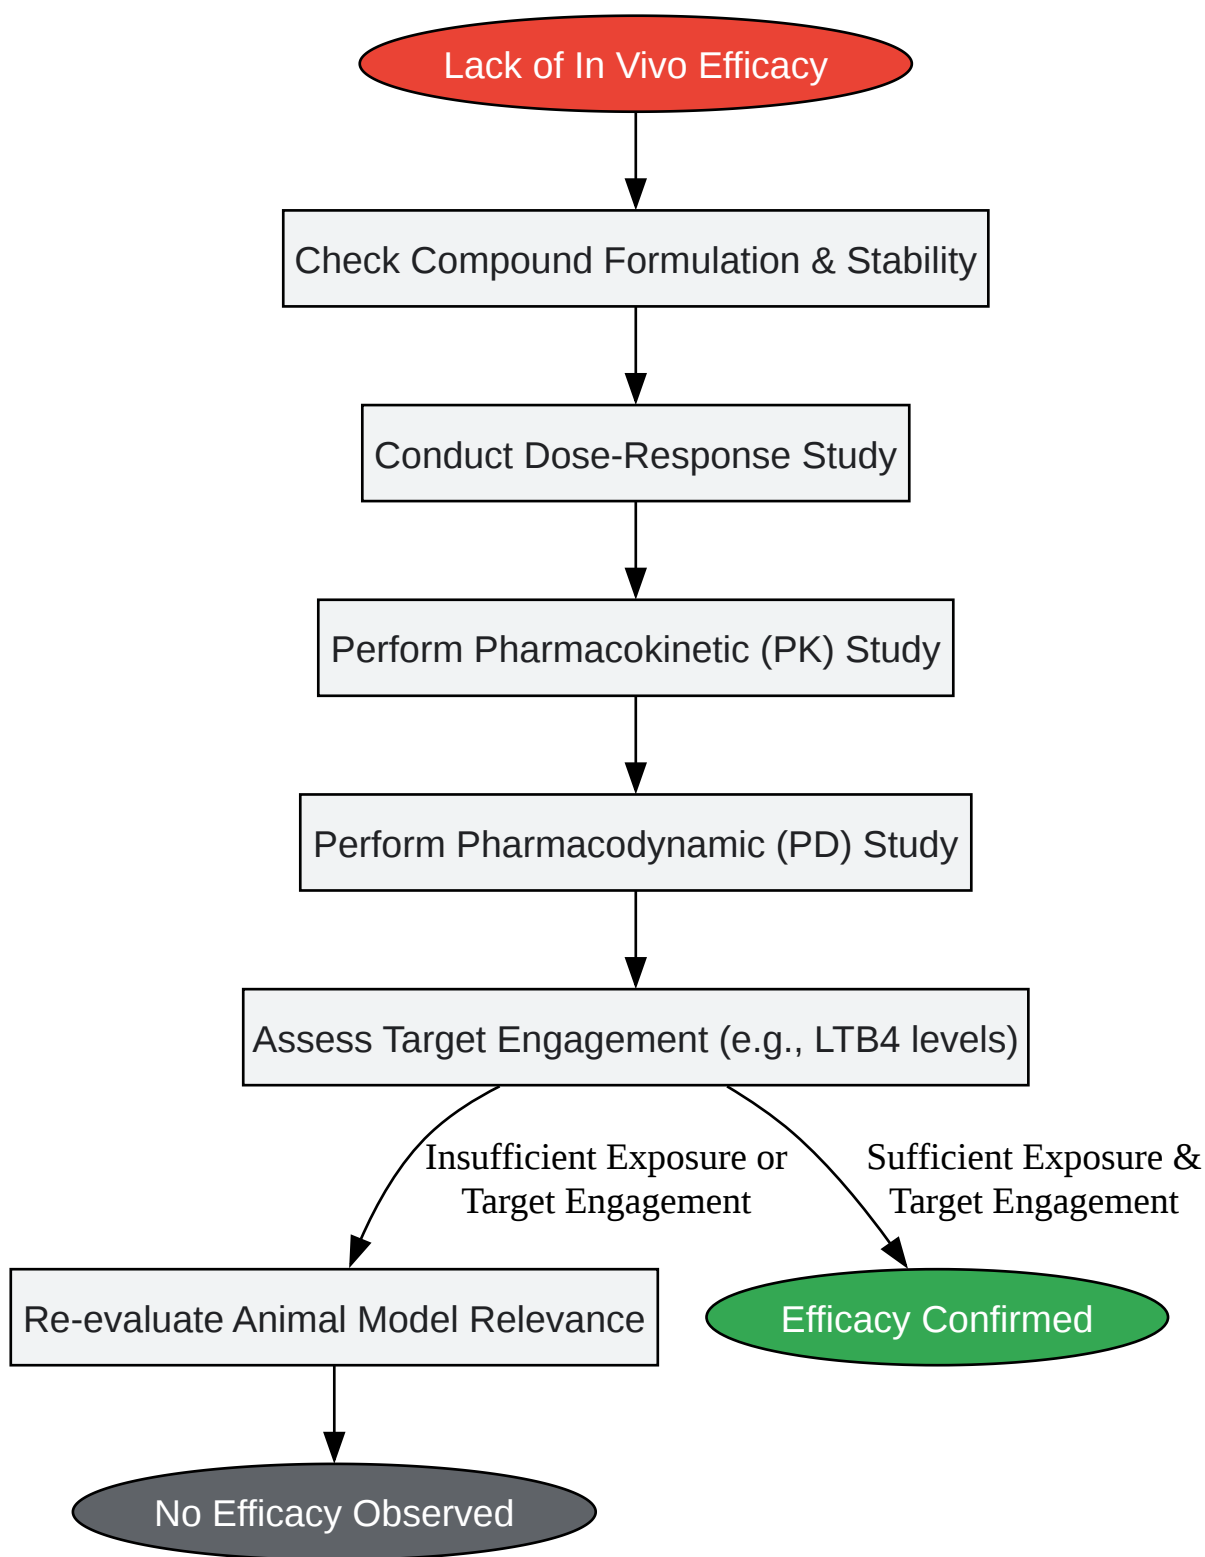 Lack of In Vivo Efficacy
Check Compound Formulation & Stability
Conduct Dose-Response Study
Perform Pharmacokinetic (PK) Study
Perform Pharmacodynamic (PD) Study
Assess Target Engagement (e.g., LTB4 levels)
Insufficient Exposure or
Target Engagement
Sufficient Exposure &
Target Engagement
Re-evaluate Animal Model Relevance
Efficacy Confirmed
No Efficacy Observed